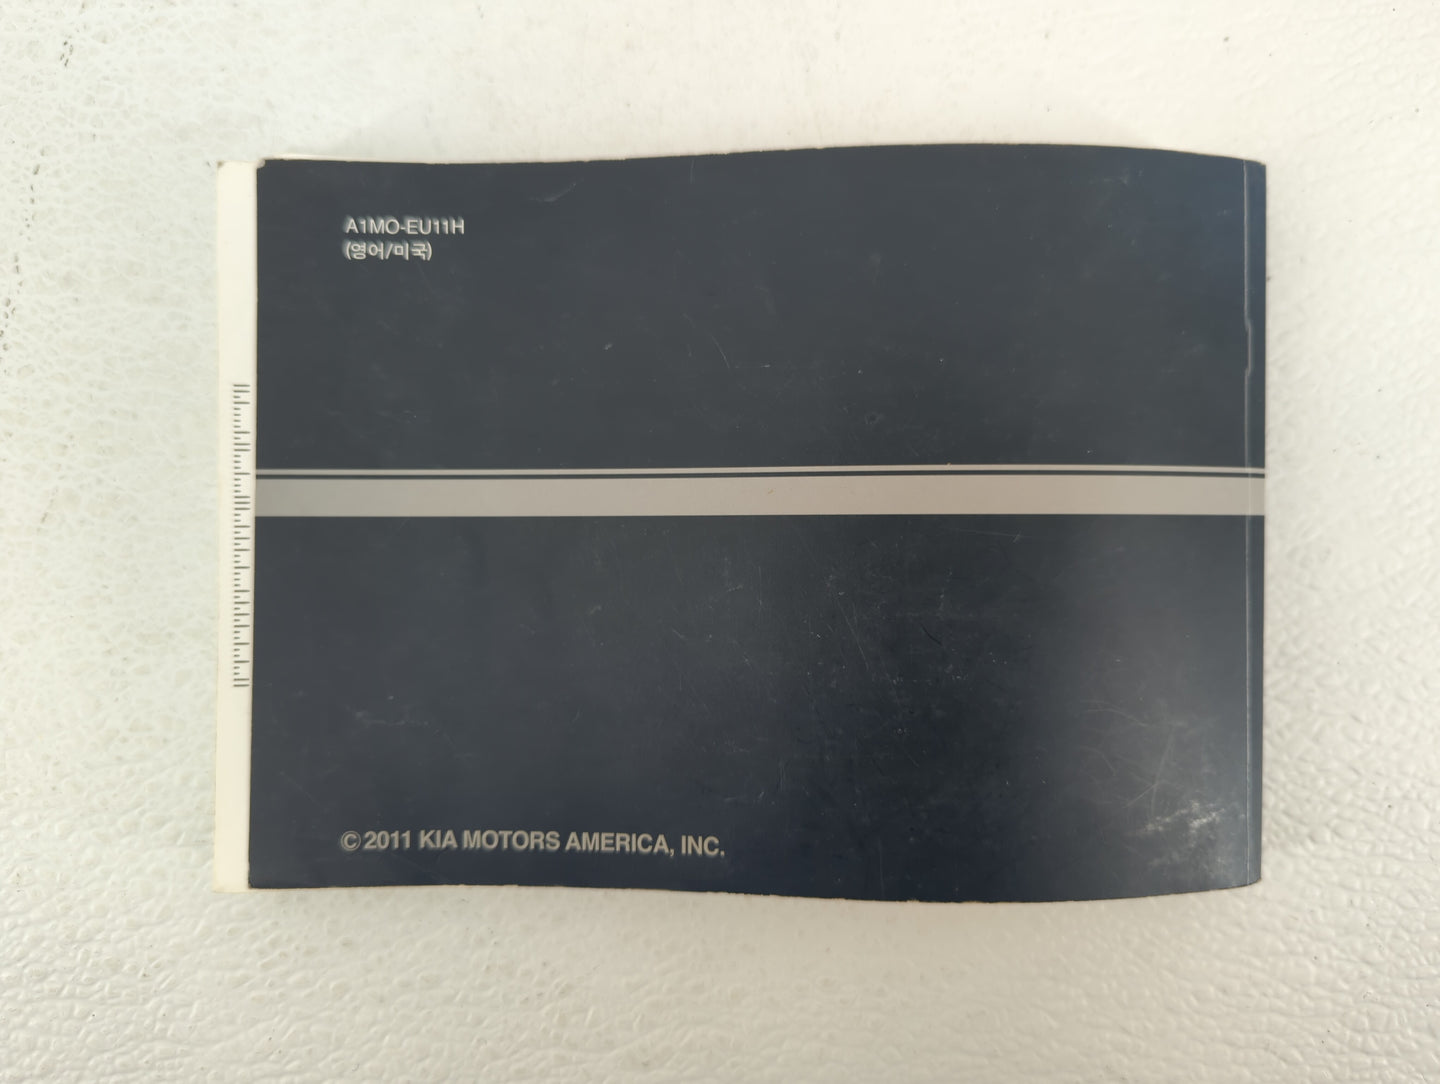 A1MO-EU11H
(영어/미국)
© 2011 KIA MOTORS AMERICA, INC.